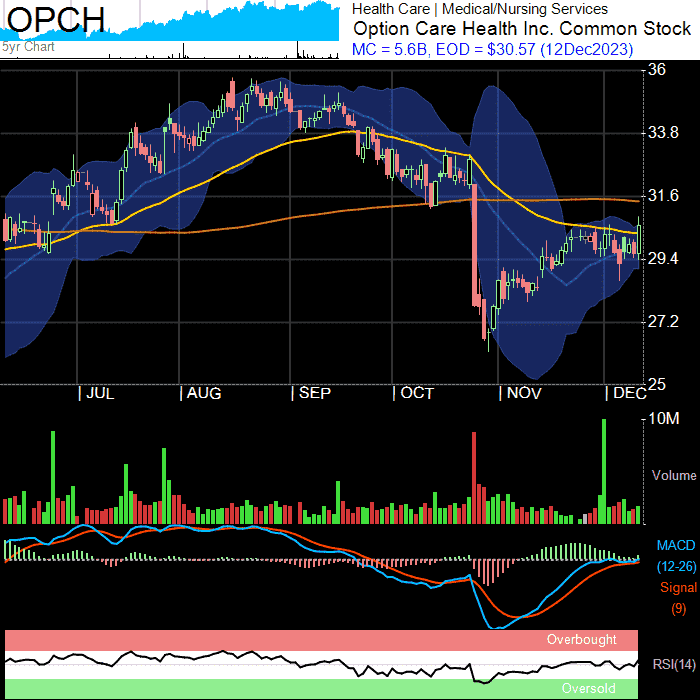 OPCH
5yr Chart
Health Care | Medical/Nursing Services
Option Care Health Inc. Common Stock
MC = 5.6B, EOD = $30.57 (12Dec2023)
36
33.8
31.6
29.4
27.2
25
| JUL | AUG | SEP | OCT | NOV | DEC
10M
Volume
MACD
(12-26)
Signal
(9)
Overbought
RSI(14)
Oversold